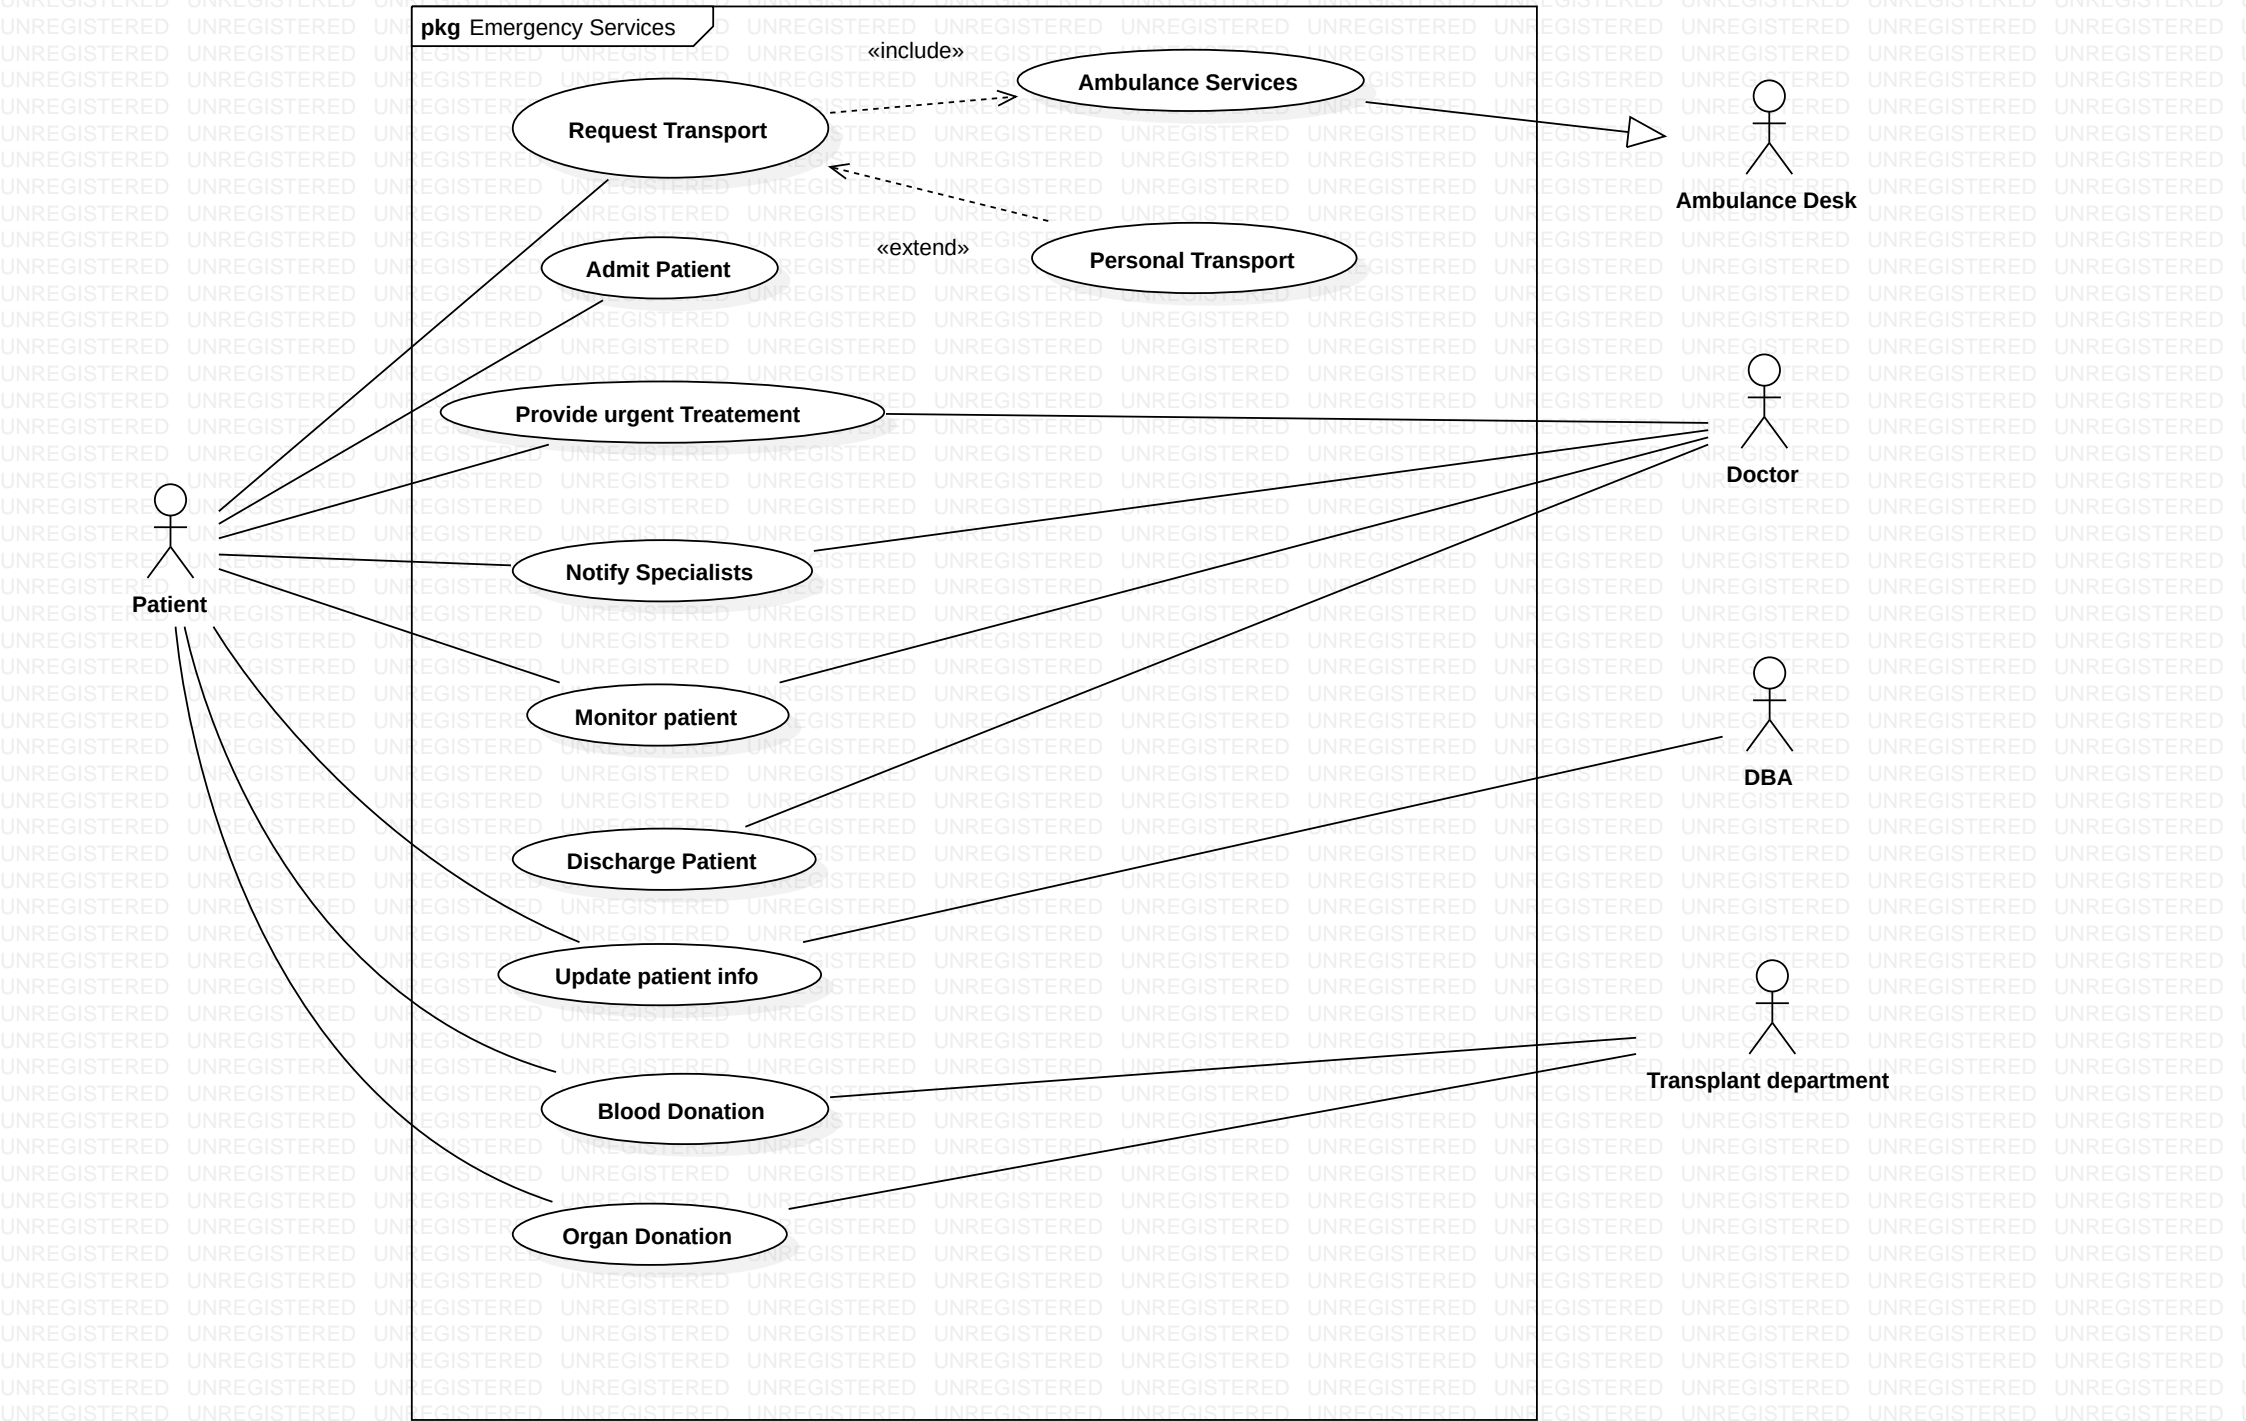 pkg Emergency Services
«include»
Ambulance Services
Request Transport
Ambulance Desk
«extend»
Personal Transport
Admit Patient
Provide urgent Treatement
Doctor
Notify Specialists
Patient
Monitor patient
DBA
Discharge Patient
Update patient info
Transplant department
Blood Donation
Organ Donation
UNREGISTERED